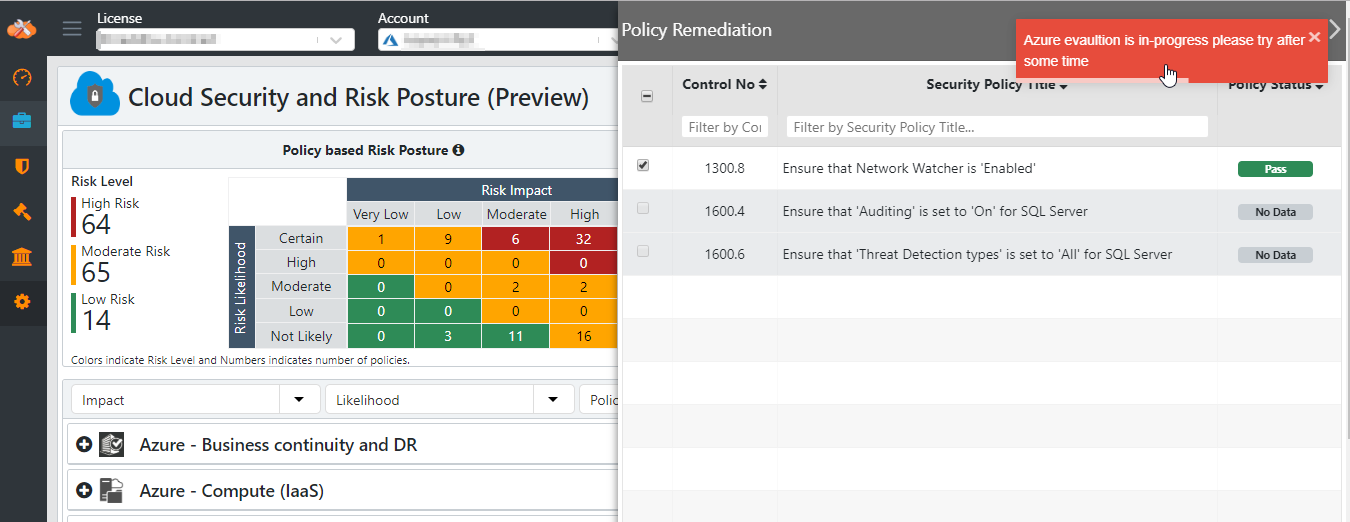 License
Account
Cloud Security and Risk Posture (Preview)
Policy based Risk Posture
Risk Level
High Risk
64
Moderate Risk
65
Low Risk
14
Risk Impact
Very Low Low Moderate High
Risk Likelihood
Certain 1 9 6 32
High 0 0 0 0
Moderate 0 0 2 2
Low 0 0 0 0
Not Likely 0 3 11 16
Colors indicate Risk Level and Numbers indicates number of policies.
Impact Likelihood Polic
Azure - Business continuity and DR
Azure - Compute (IaaS)
Policy Remediation
Azure evaultion is in-progress please try after
some time
Control No Security Policy Title Policy Status
Filter by Co Filter by Security Policy Title...
1300.8 Ensure that Network Watcher is 'Enabled' Pass
1600.4 Ensure that 'Auditing' is set to 'On' for SQL Server No Data
1600.6 Ensure that 'Threat Detection types' is set to 'All' for SQL Server No Data